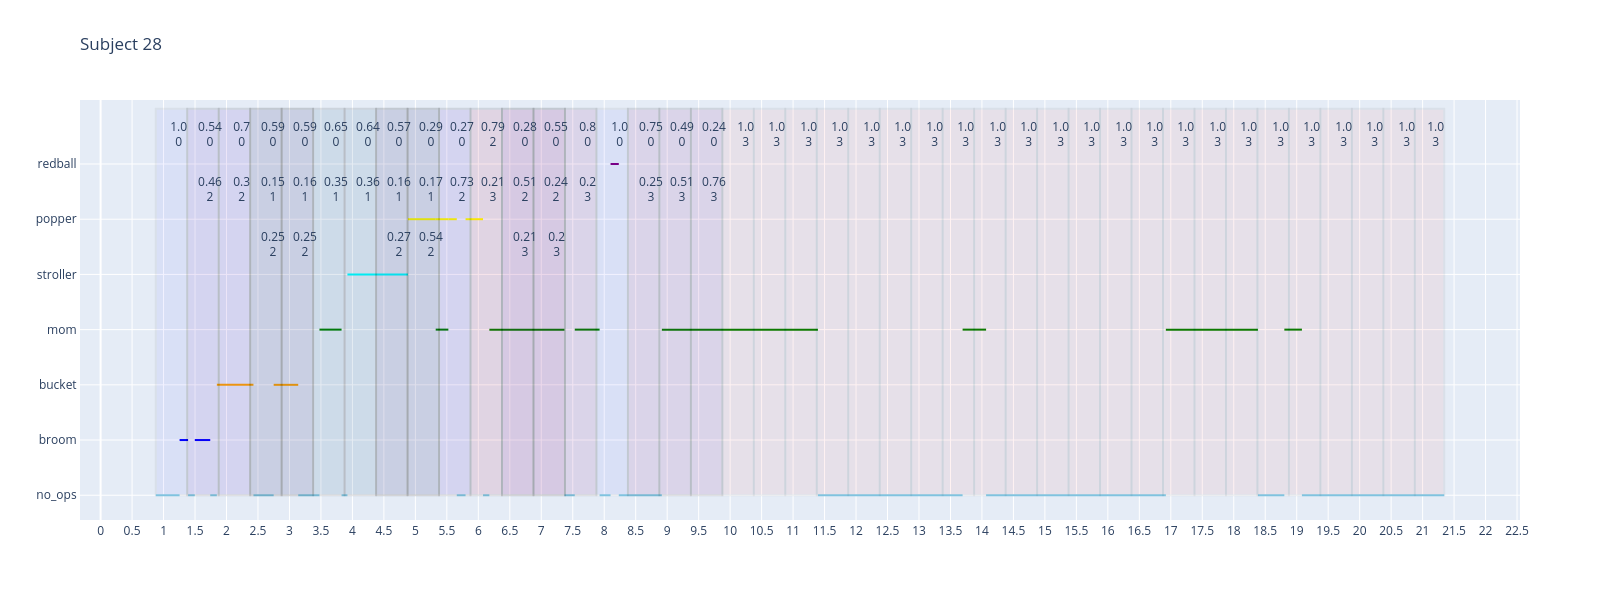 Subject 28
1.0 0.54 0.7 0.59 0.59 0.65 0.64 0.57 0.29 0.27 0.79 0.28 0.55 0.8 1.0 0.75 0.49 0.24 1.0 1.0 1.0 1.0 1.0 1.0 1.0 1.0 1.0 1.0 1.0 1.0 1.0 1.0 1.0 1.0 1.0 1.0 1.0 1.0 1.0 1.0 1.0
0 0 0 0 0 0 0 0 0 0 2 0 0 0 0 0 0 0 3 3 3 3 3 3 3 3 3 3 3 3 3 3 3 3 3 3 3 3 3 3 3
redball
0.46 0.3 0.15 0.16 0.35 0.36 0.16 0.17 0.73 0.21 0.51 0.24 0.2 0.25 0.51 0.76
2 2 1 1 1 1 1 1 2 3 2 2 3 3 3 3
popper
0.25 0.25 0.27 0.54 0.21 0.2
2 2 2 2 3 3
stroller
mom
bucket
broom
no_ops
0 0.5 1 1.5 2 2.5 3 3.5 4 4.5 5 5.5 6 6.5 7 7.5 8 8.5 9 9.5 10 10.5 11 11.5 12 12.5 13 13.5 14 14.5 15 15.5 16 16.5 17 17.5 18 18.5 19 19.5 20 20.5 21 21.5 22 22.5